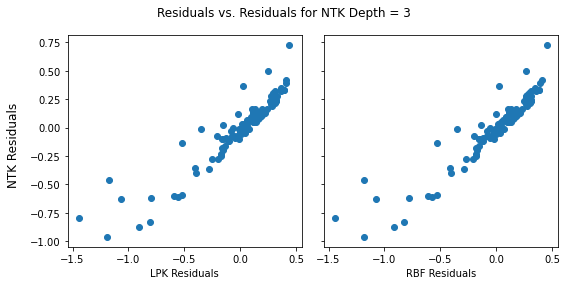 Residuals vs. Residuals for NTK Depth = 3
NTK Residuals
0.75
0.50
0.25
0.00
−0.25
−0.50
−0.75
−1.00
−1.5 −1.0 −0.5 0.0 0.5
LPK Residuals
−1.5 −1.0 −0.5 0.0 0.5
RBF Residuals